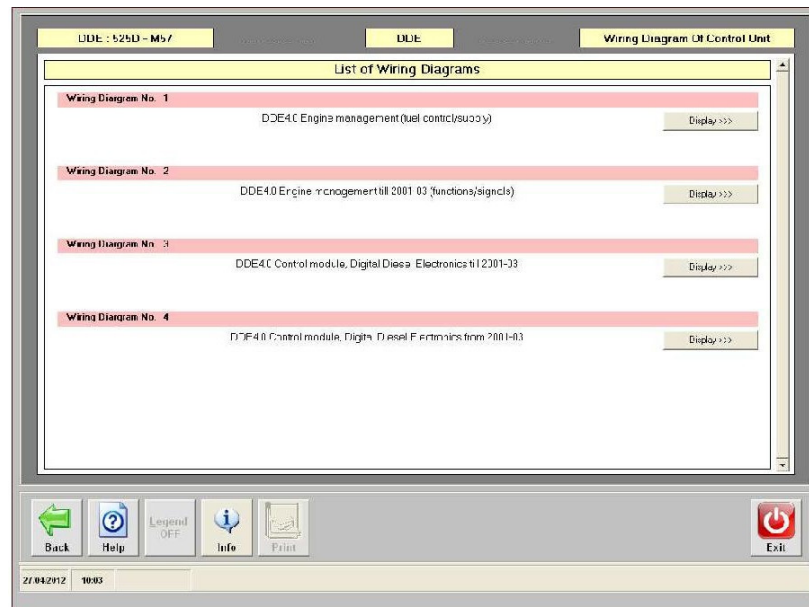 DDE : 525D - M57
DDE
Wiring Diagram Of Control Unit
List of Wiring Diagrams
Wiring Diargram No. 1
DDE4.0 Engine management (fuel control/supply)
Display >>>
Wiring Diargram No. 2
DDE4.0 Engine management till 2001-03 (functions/signals)
Display >>>
Wiring Diargram No. 3
DDE4.0 Control module, Digital Diesel Electronics till 2001-03
Display >>>
Wiring Diargram No. 4
DDE4.0 Control module, Digital Diesel Electronics from 2001-03
Display >>>
Back
Help
Legend
OFF
Info
Print
Exit
27.04.2012 10:03